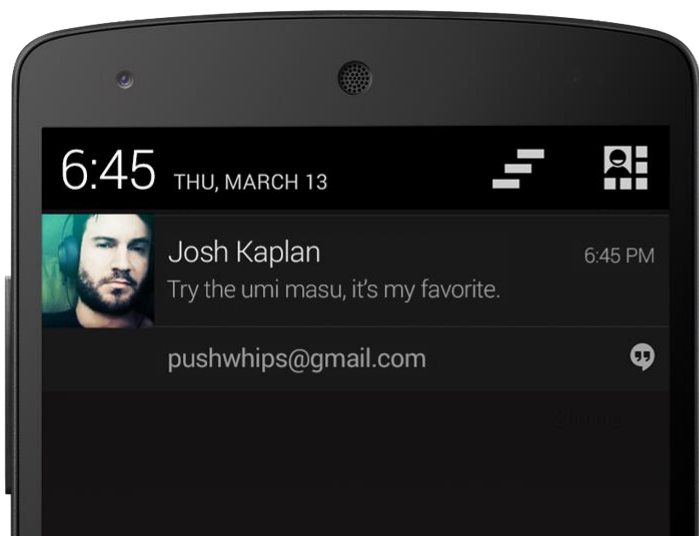 6:45 THU, MARCH 13
Josh Kaplan 6:45 PM
Try the umi masu, it's my favorite.
pushwhips@gmail.com